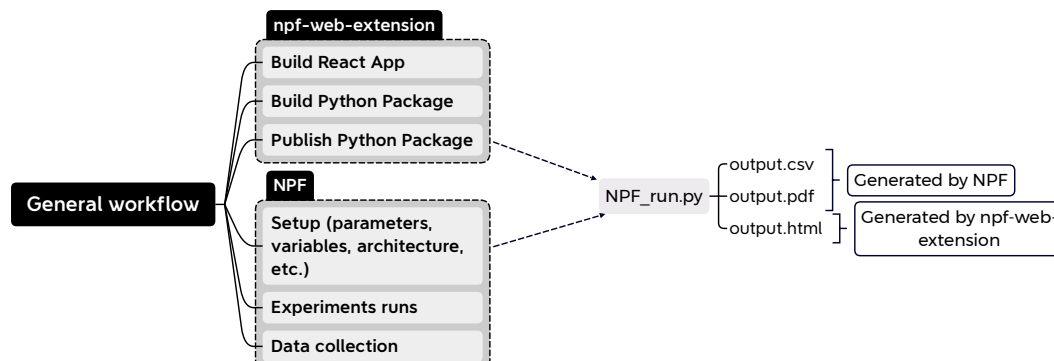 npf-web-extension
Build React App
Build Python Package
Publish Python Package
General workflow
NPF
Setup (parameters,
variables, architecture,
etc.)
Experiments runs
Data collection
NPF_run.py
output.csv
output.pdf
output.html
Generated by NPF
Generated by npf-web-
extension